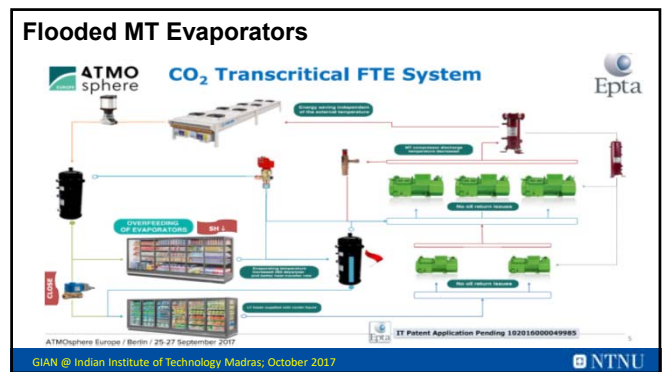 Flooded MT Evaporators
ATMO
EUROPE
sphere
CO₂ Transcritical FTE System
Epta
Energy saving independent
of the external temperature
MT compressor discharge
temperature decreased
No oil return issues
OVERFEEDING
OF EVAPORATORS
SH ↓
Evaporating temperature
No oil return issues
CLOSE
Epta
IT Patent Application Pending 102016000049985
ATMOsphere Europe / Berlin / 25-27 September 2017
GIAN @ Indian Institute of Technology Madras; October 2017
NTNU